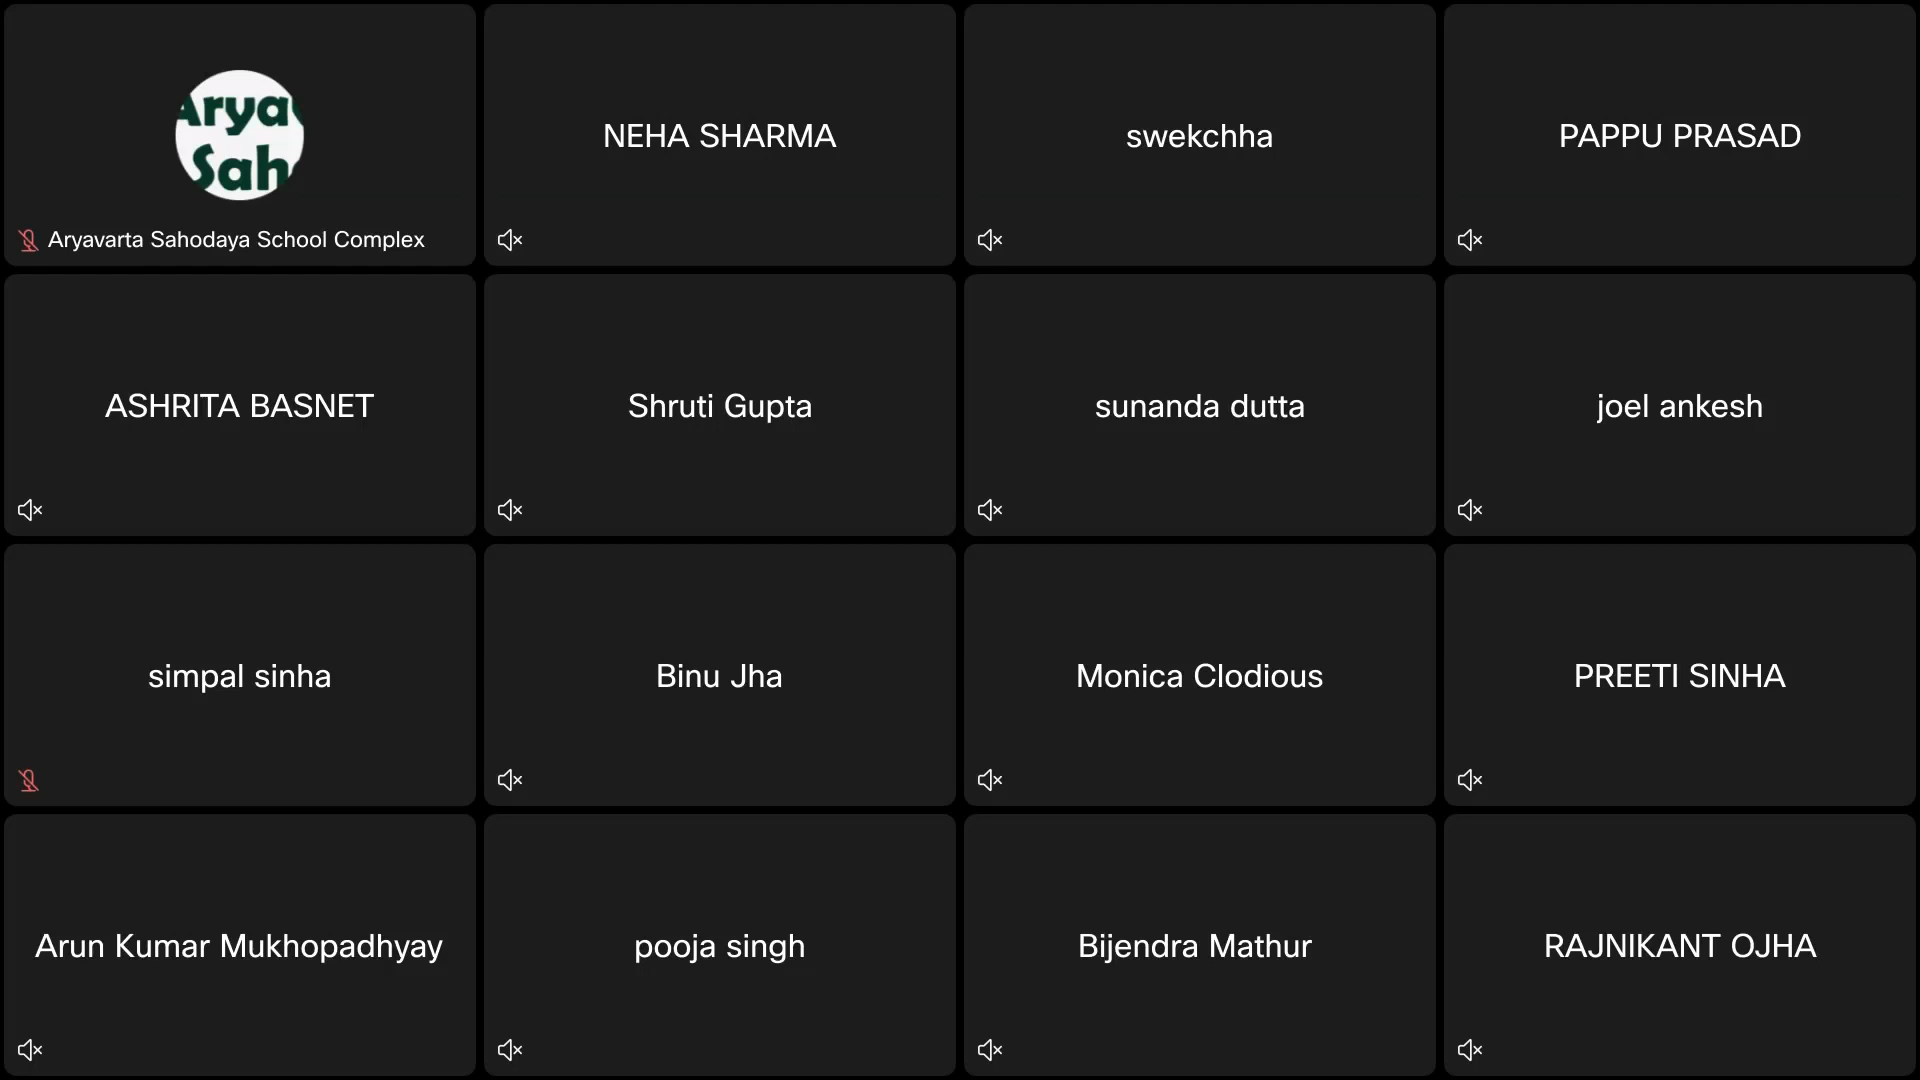 Arya
Sah
Aryavarta Sahodaya School Complex
NEHA SHARMA
swekchha
PAPPU PRASAD
ASHRITA BASNET
Shruti Gupta
sunanda dutta
joel ankesh
simpal sinha
Binu Jha
Monica Clodious
PREETI SINHA
Arun Kumar Mukhopadhyay
pooja singh
Bijendra Mathur
RAJNIKANT OJHA